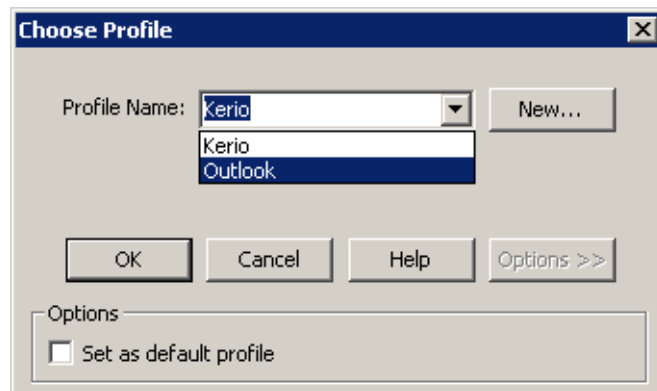 Choose Profile
Profile Name: Kerio New...
Kerio
Outlook
OK Cancel Help Options >>
Options
Set as default profile